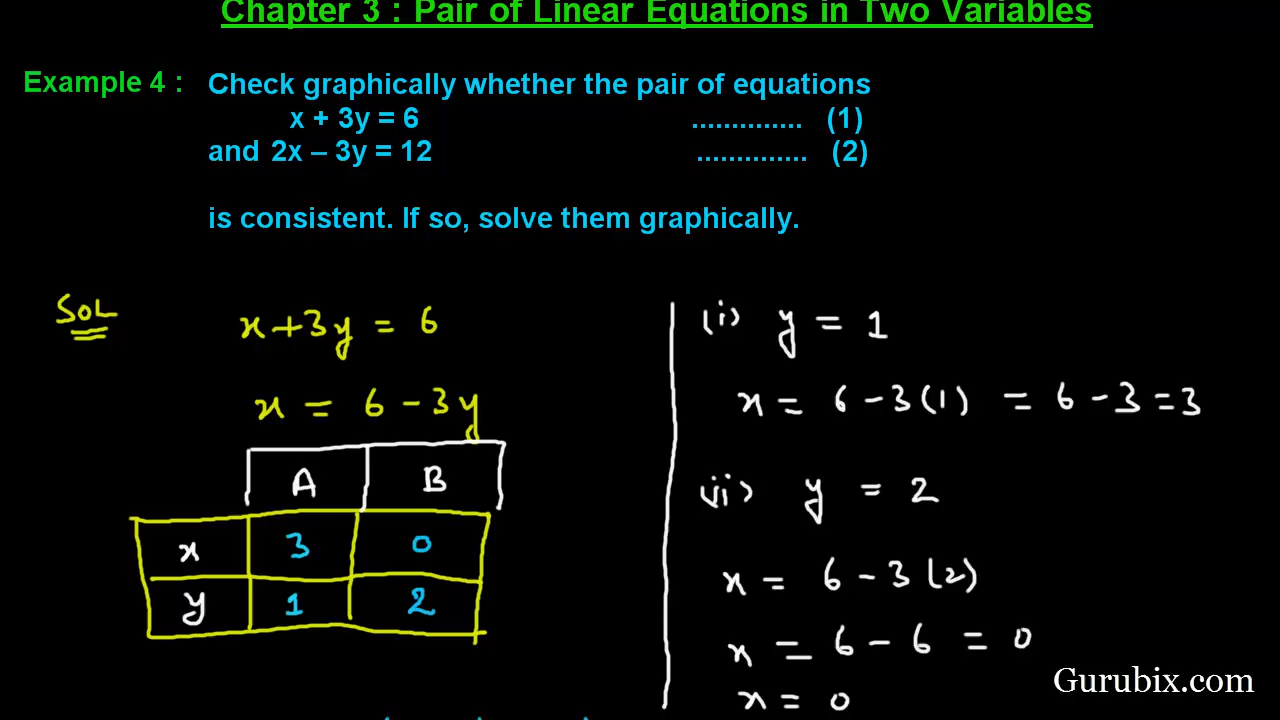 Chapter 3 : Pair of Linear Equations in Two Variables
Example 4 : Check graphically whether the pair of equations
x + 3y = 6 .............. (1)
and 2x – 3y = 12 .............. (2)
is consistent. If so, solve them graphically.
SOL
x + 3y = 6
x = 6 - 3y
A B
x 3 0
y 1 2
(i) y = 1
x = 6 - 3(1) = 6 - 3 = 3
(ii) y = 2
x = 6 - 3(2)
x = 6 - 6 = 0
x = 0
Gurubix.com